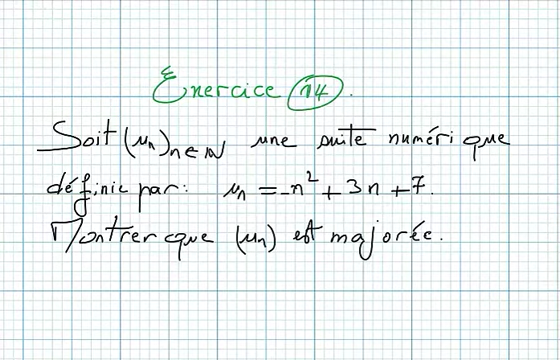 Exercice 14.
Soit (un)n∈ℕ une suite numérique
définie par: un = -n² + 3n + 7.
Montrer que (un) est majorée.